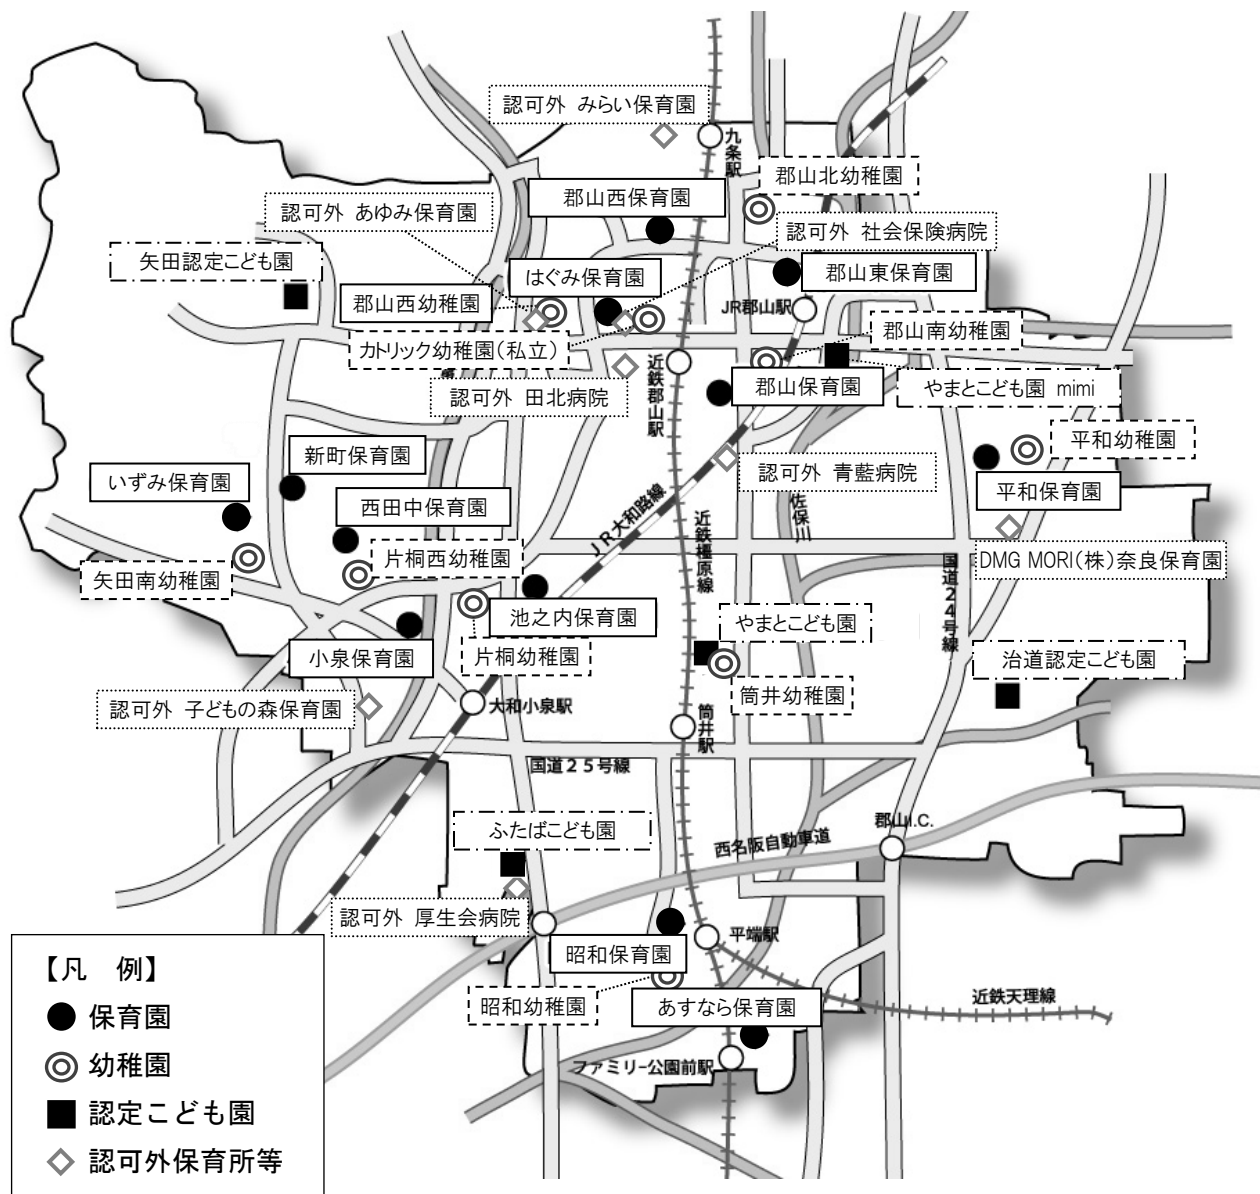 認可外 みらい保育園
九条駅
郡山北幼稚園
郡山西保育園
認可外 あゆみ保育園
認可外 社会保険病院
矢田認定こども園
はぐみ保育園
郡山東保育園
郡山西幼稚園
JR郡山駅
郡山南幼稚園
カトリック幼稚園(私立)
近鉄郡山駅
郡山保育園
やまとこども園 mimi
認可外 田北病院
平和幼稚園
新町保育園
認可外 青藍病院
いずみ保育園
平和保育園
西田中保育園
JR大和路線
近鉄橿原線
佐保川
片桐西幼稚園
DMG MORI(株)奈良保育園
国道24号線
矢田南幼稚園
池之内保育園
やまとこども園
小泉保育園
片桐幼稚園
治道認定こども園
筒井幼稚園
認可外 子どもの森保育園
大和小泉駅
筒井駅
国道25号線
ふたばこども園
郡山I.C.
西名阪自動車道
認可外 厚生会病院
平端駅
昭和保育園
昭和幼稚園
あすなら保育園
近鉄天理線
ファミリー公園前駅
【凡 例】
保育園
幼稚園
認定こども園
認可外保育所等